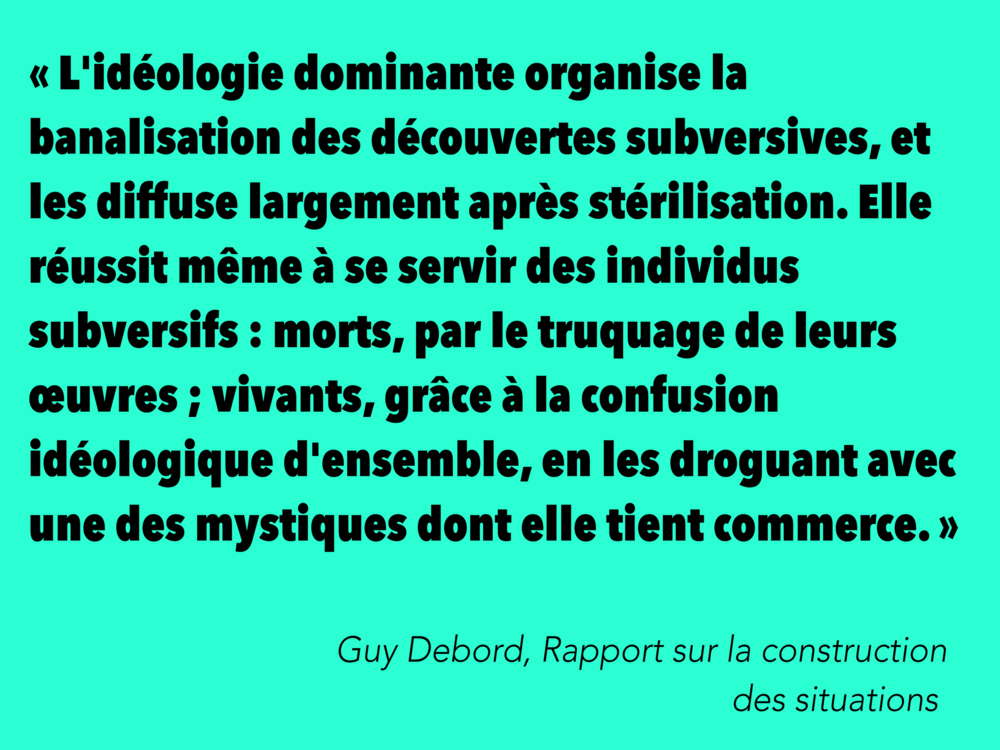 « L'idéologie dominante organise la
banalisation des découvertes subversives, et
les diffuse largement après stérilisation. Elle
réussit même à se servir des individus
subversifs : morts, par le truquage de leurs
œuvres ; vivants, grâce à la confusion
idéologique d'ensemble, en les droguant avec
une des mystiques dont elle tient commerce. »
Guy Debord, Rapport sur la construction
des situations